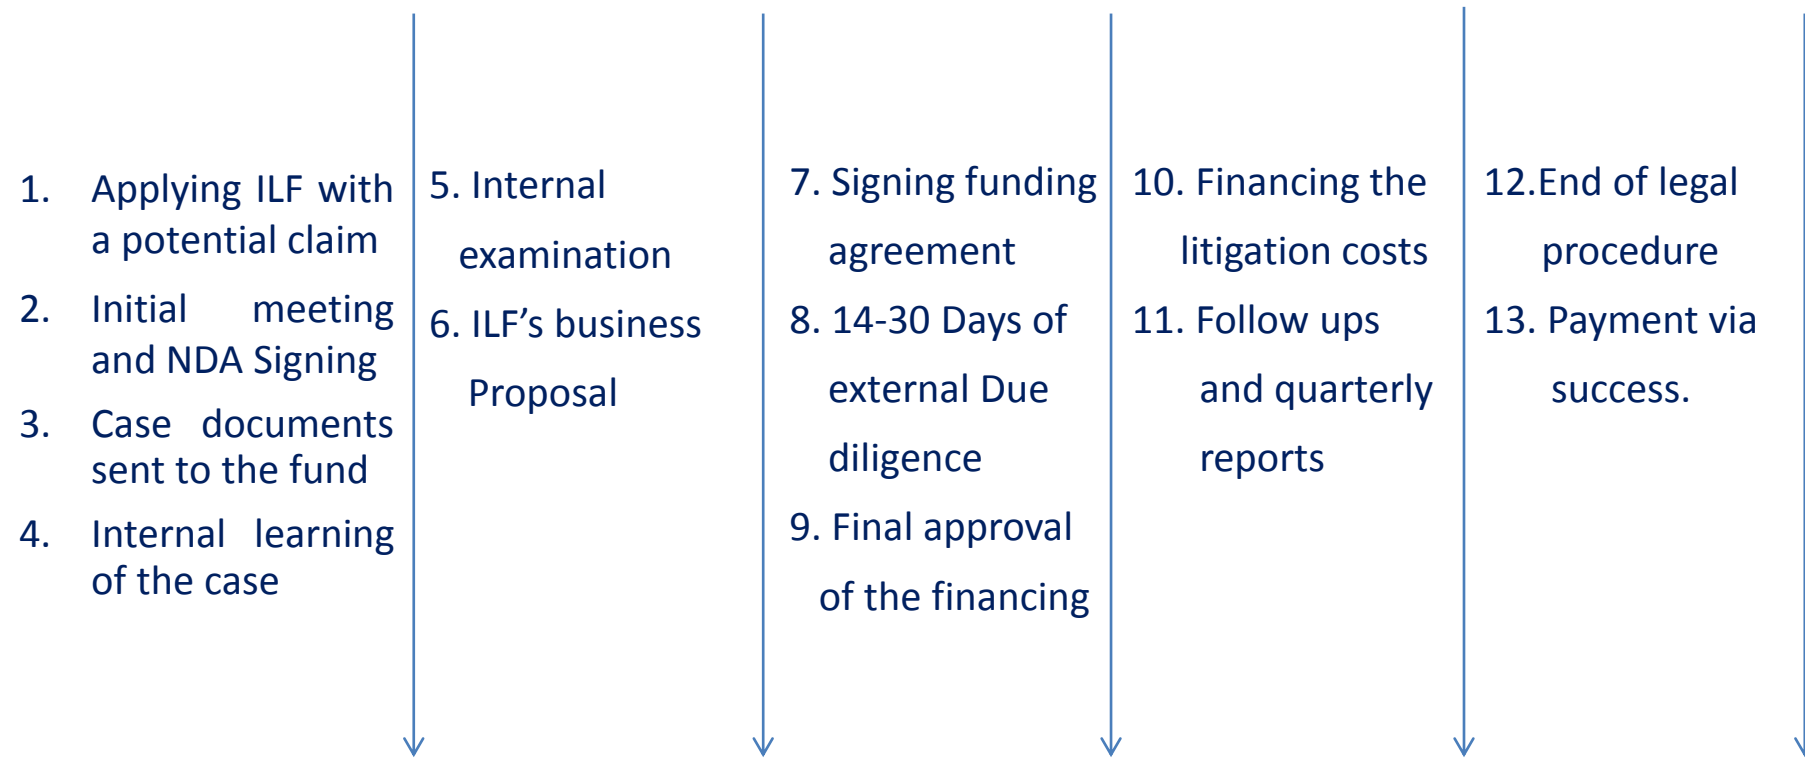 1. Applying ILF with
a potential claim
2. Initial meeting
and NDA Signing
3. Case documents
sent to the fund
4. Internal learning
of the case
5. Internal
examination
6. ILF’s business
Proposal
7. Signing funding
agreement
8. 14-30 Days of
external Due
diligence
9. Final approval
of the financing
10. Financing the
litigation costs
11. Follow ups
and quarterly
reports
12.End of legal
procedure
13. Payment via
success.